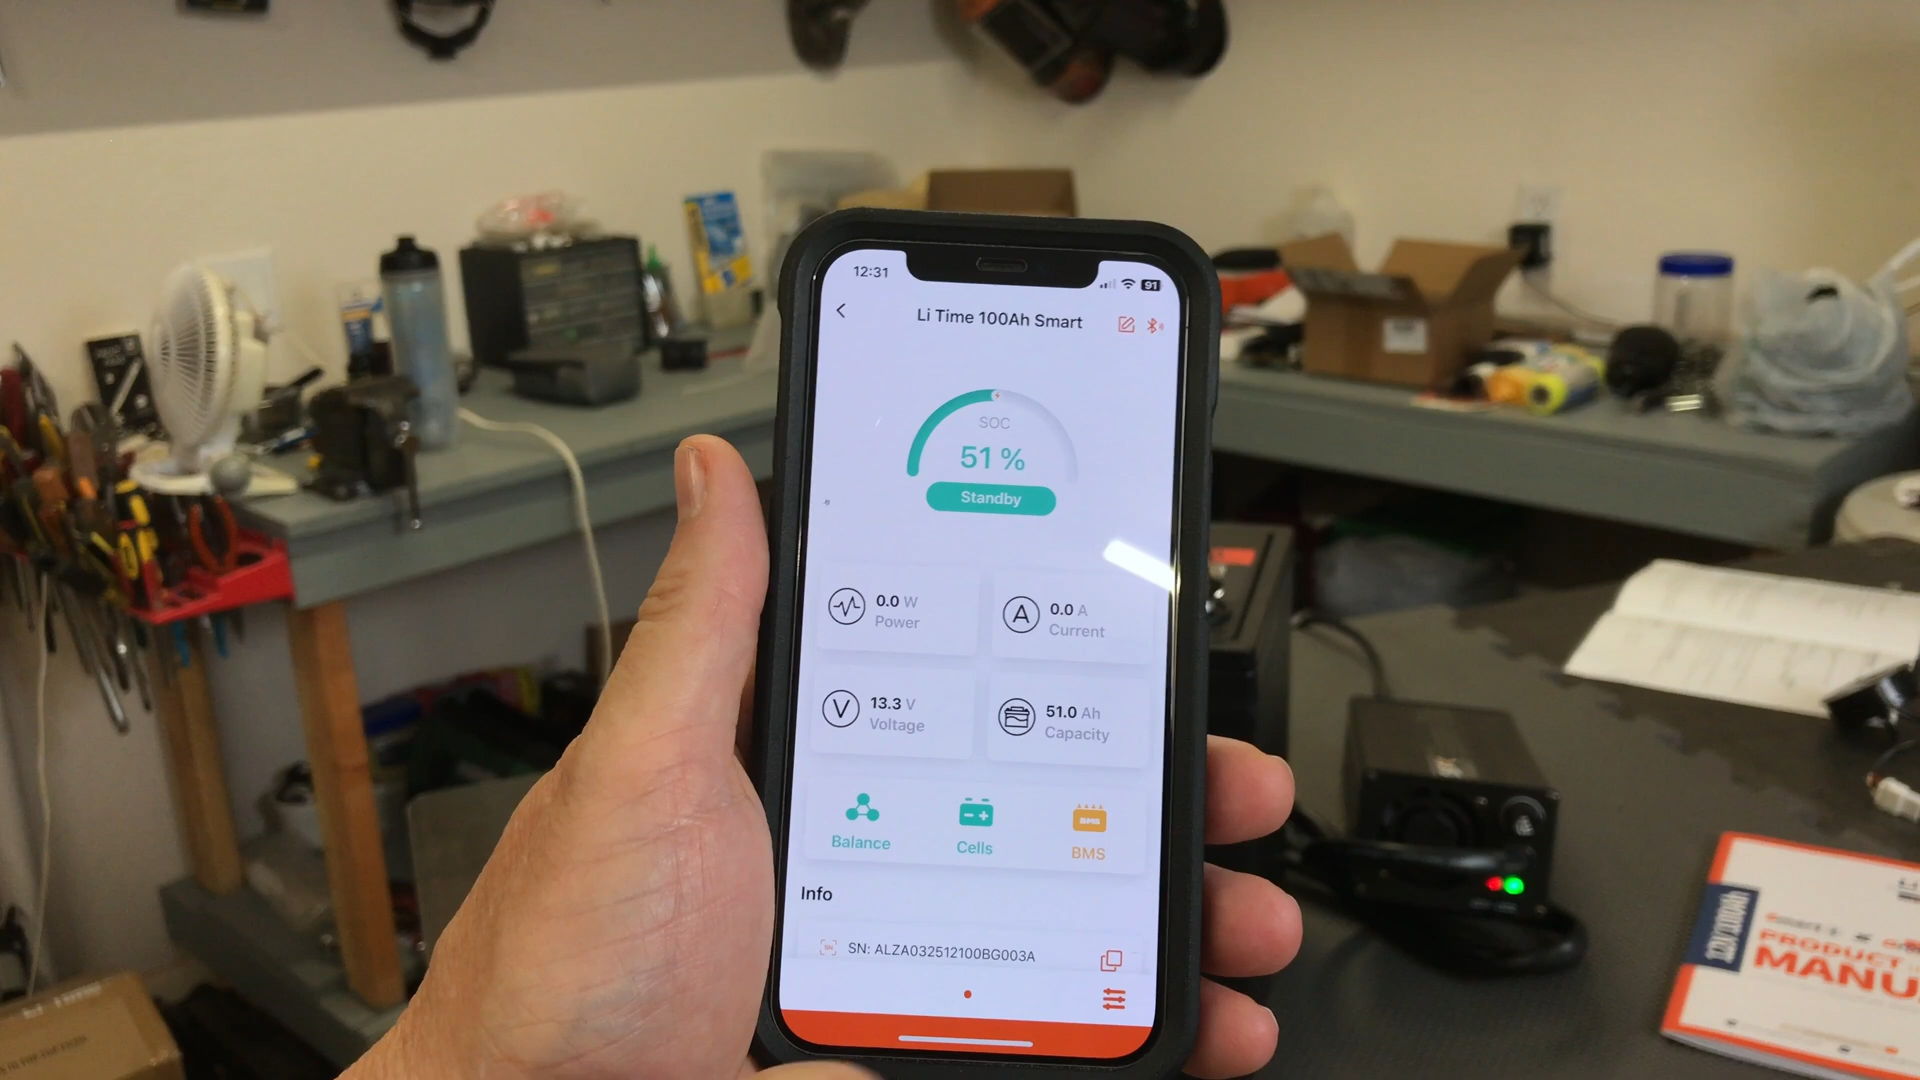 12:31
91
Li Time 100Ah Smart
SOC
51 %
Standby
0.0 W
Power
0.0 A
Current
13.3 V
Voltage
51.0 Ah
Capacity
Balance
Cells
BMS
BMS
Info
SN
SN: ALZA032512100BG003A
PRODUCT
MANU